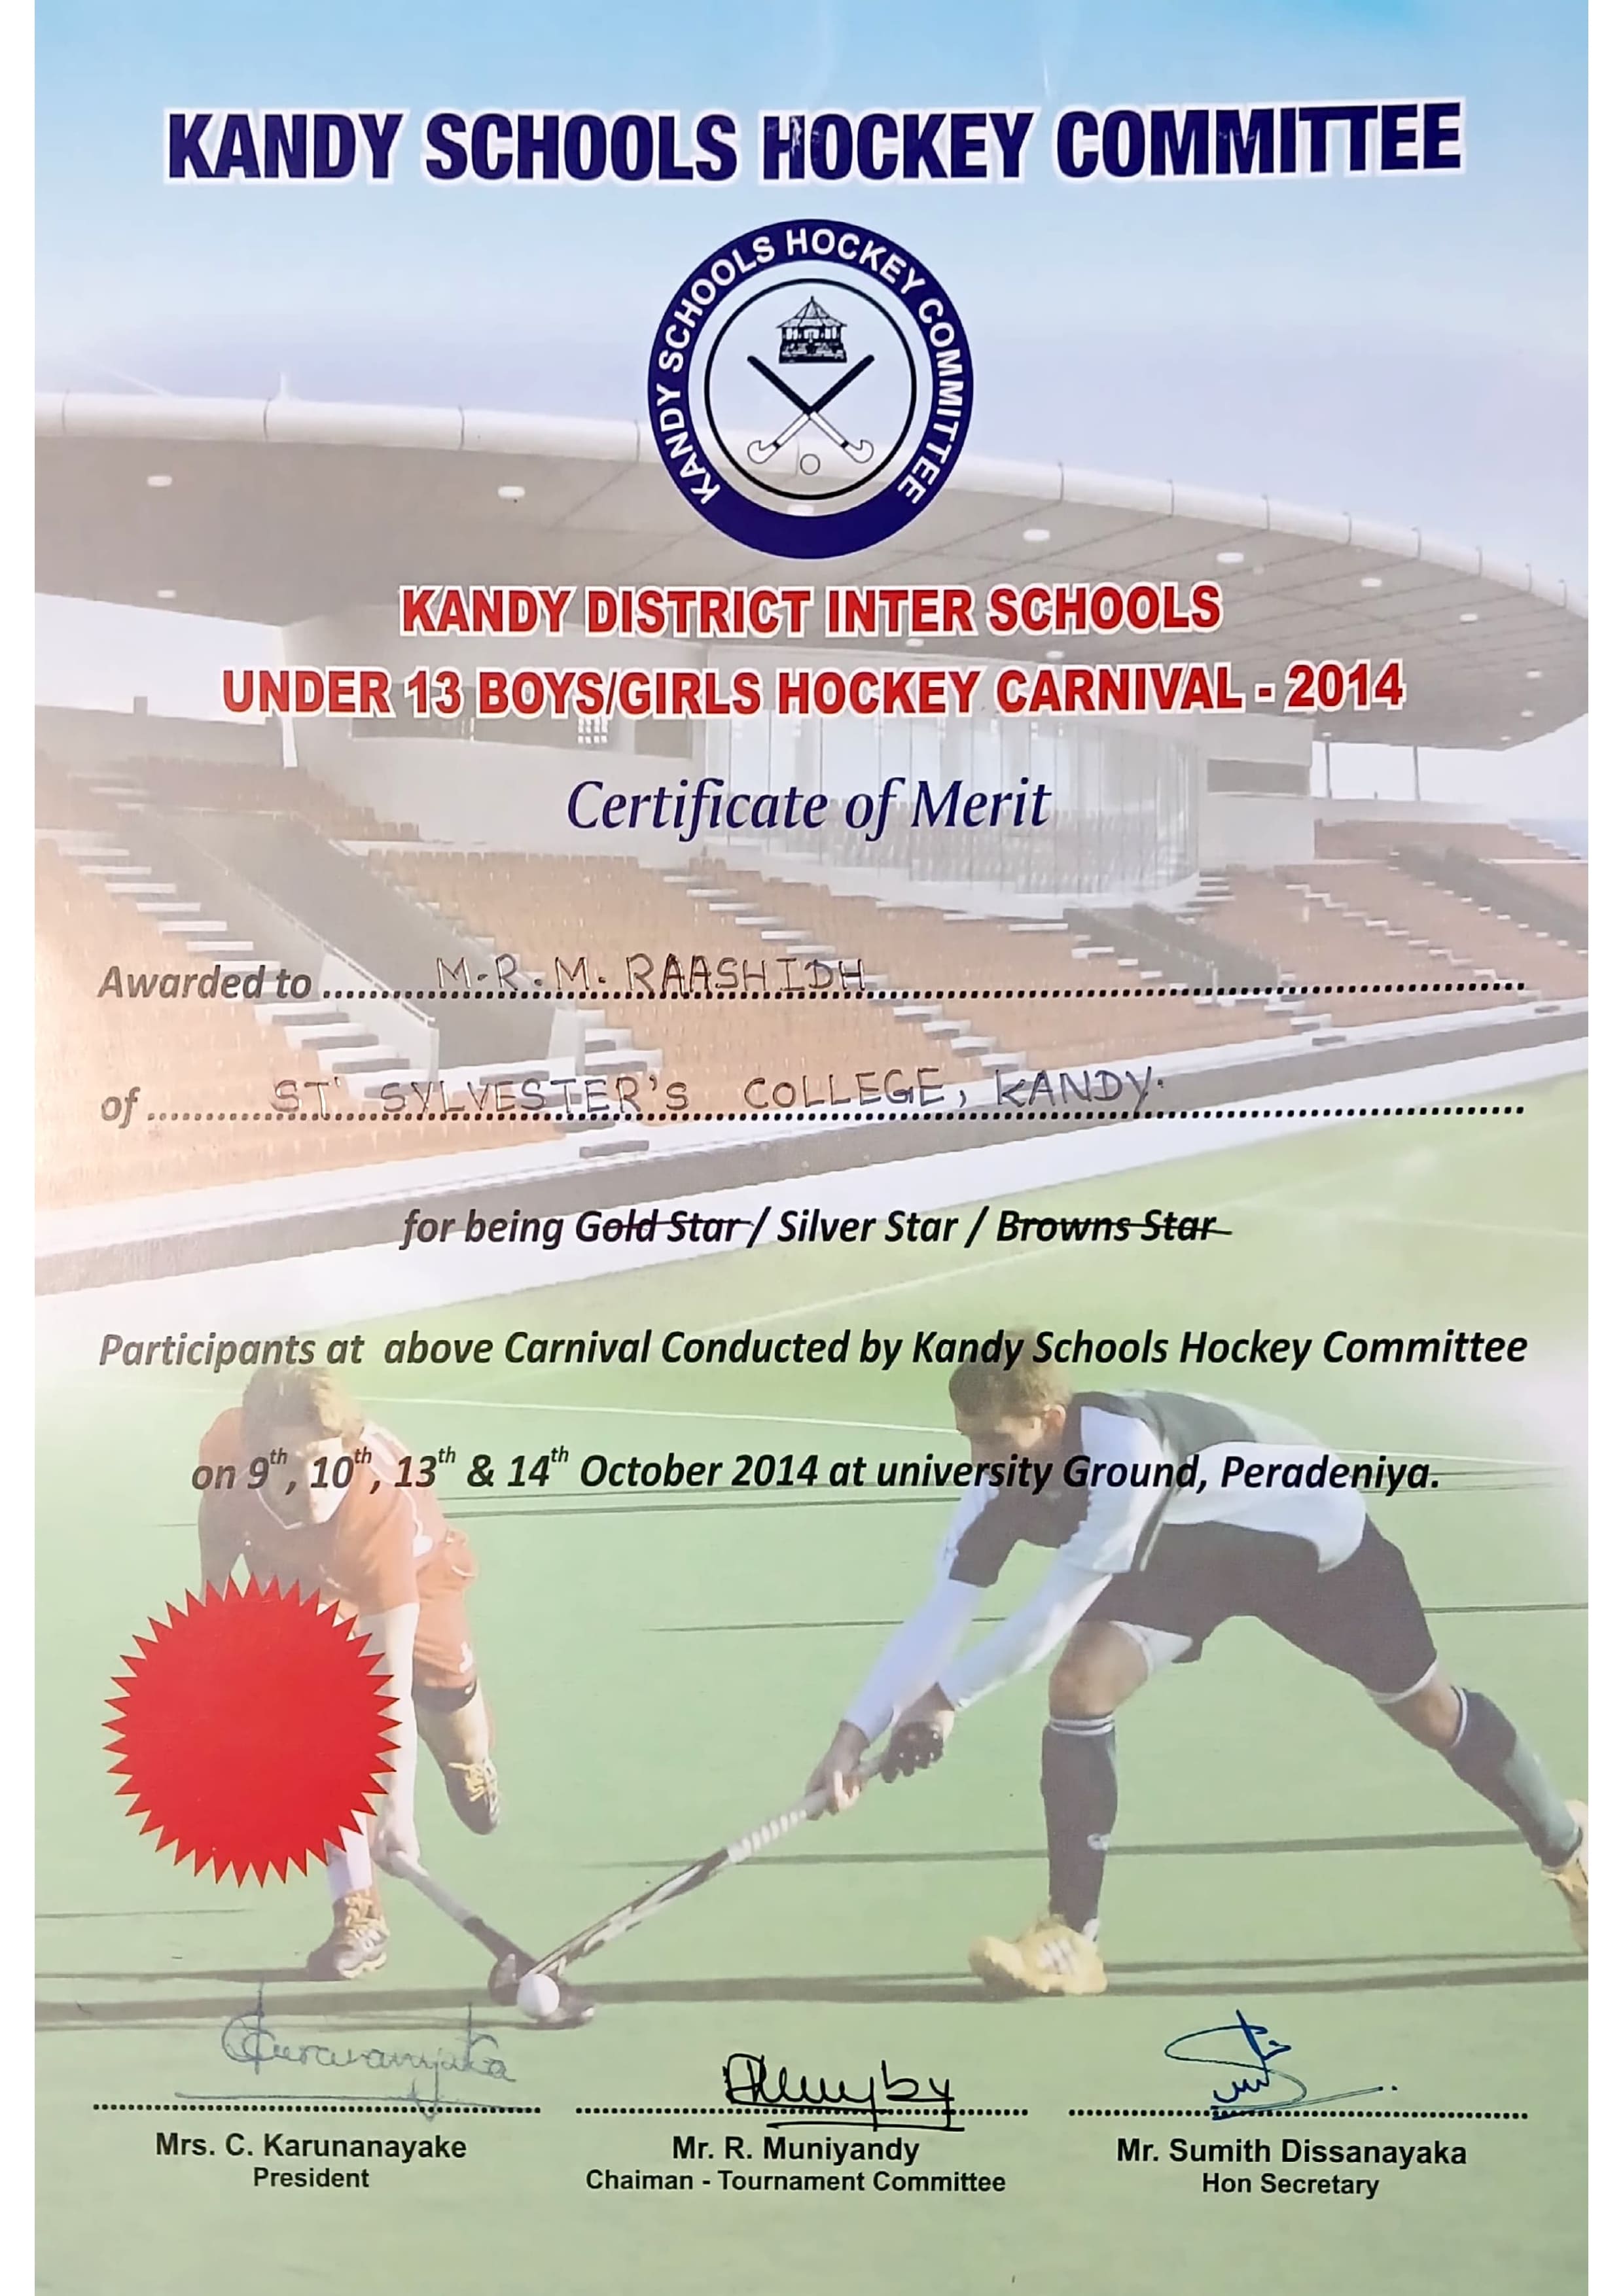 KANDY SCHOOLS HOCKEY COMMITTEE
KANDY SCHOOLS HOCKEY COMMITTEE
KANDY DISTRICT INTER SCHOOLS
UNDER 13 BOYS/GIRLS HOCKEY CARNIVAL - 2014
Certificate of Merit
Awarded to M.R.M. RAASHIDH
of ST. SYLVESTER'S COLLEGE, KANDY.
for being Gold Star / Silver Star / Browns Star
Participants at above Carnival Conducted by Kandy Schools Hockey Committee
on 9th, 10th, 13th & 14th October 2014 at university Ground, Peradeniya.
Mrs. C. Karunanayake
President
Mr. R. Muniyandy
Chaiman - Tournament Committee
Mr. Sumith Dissanayaka
Hon Secretary